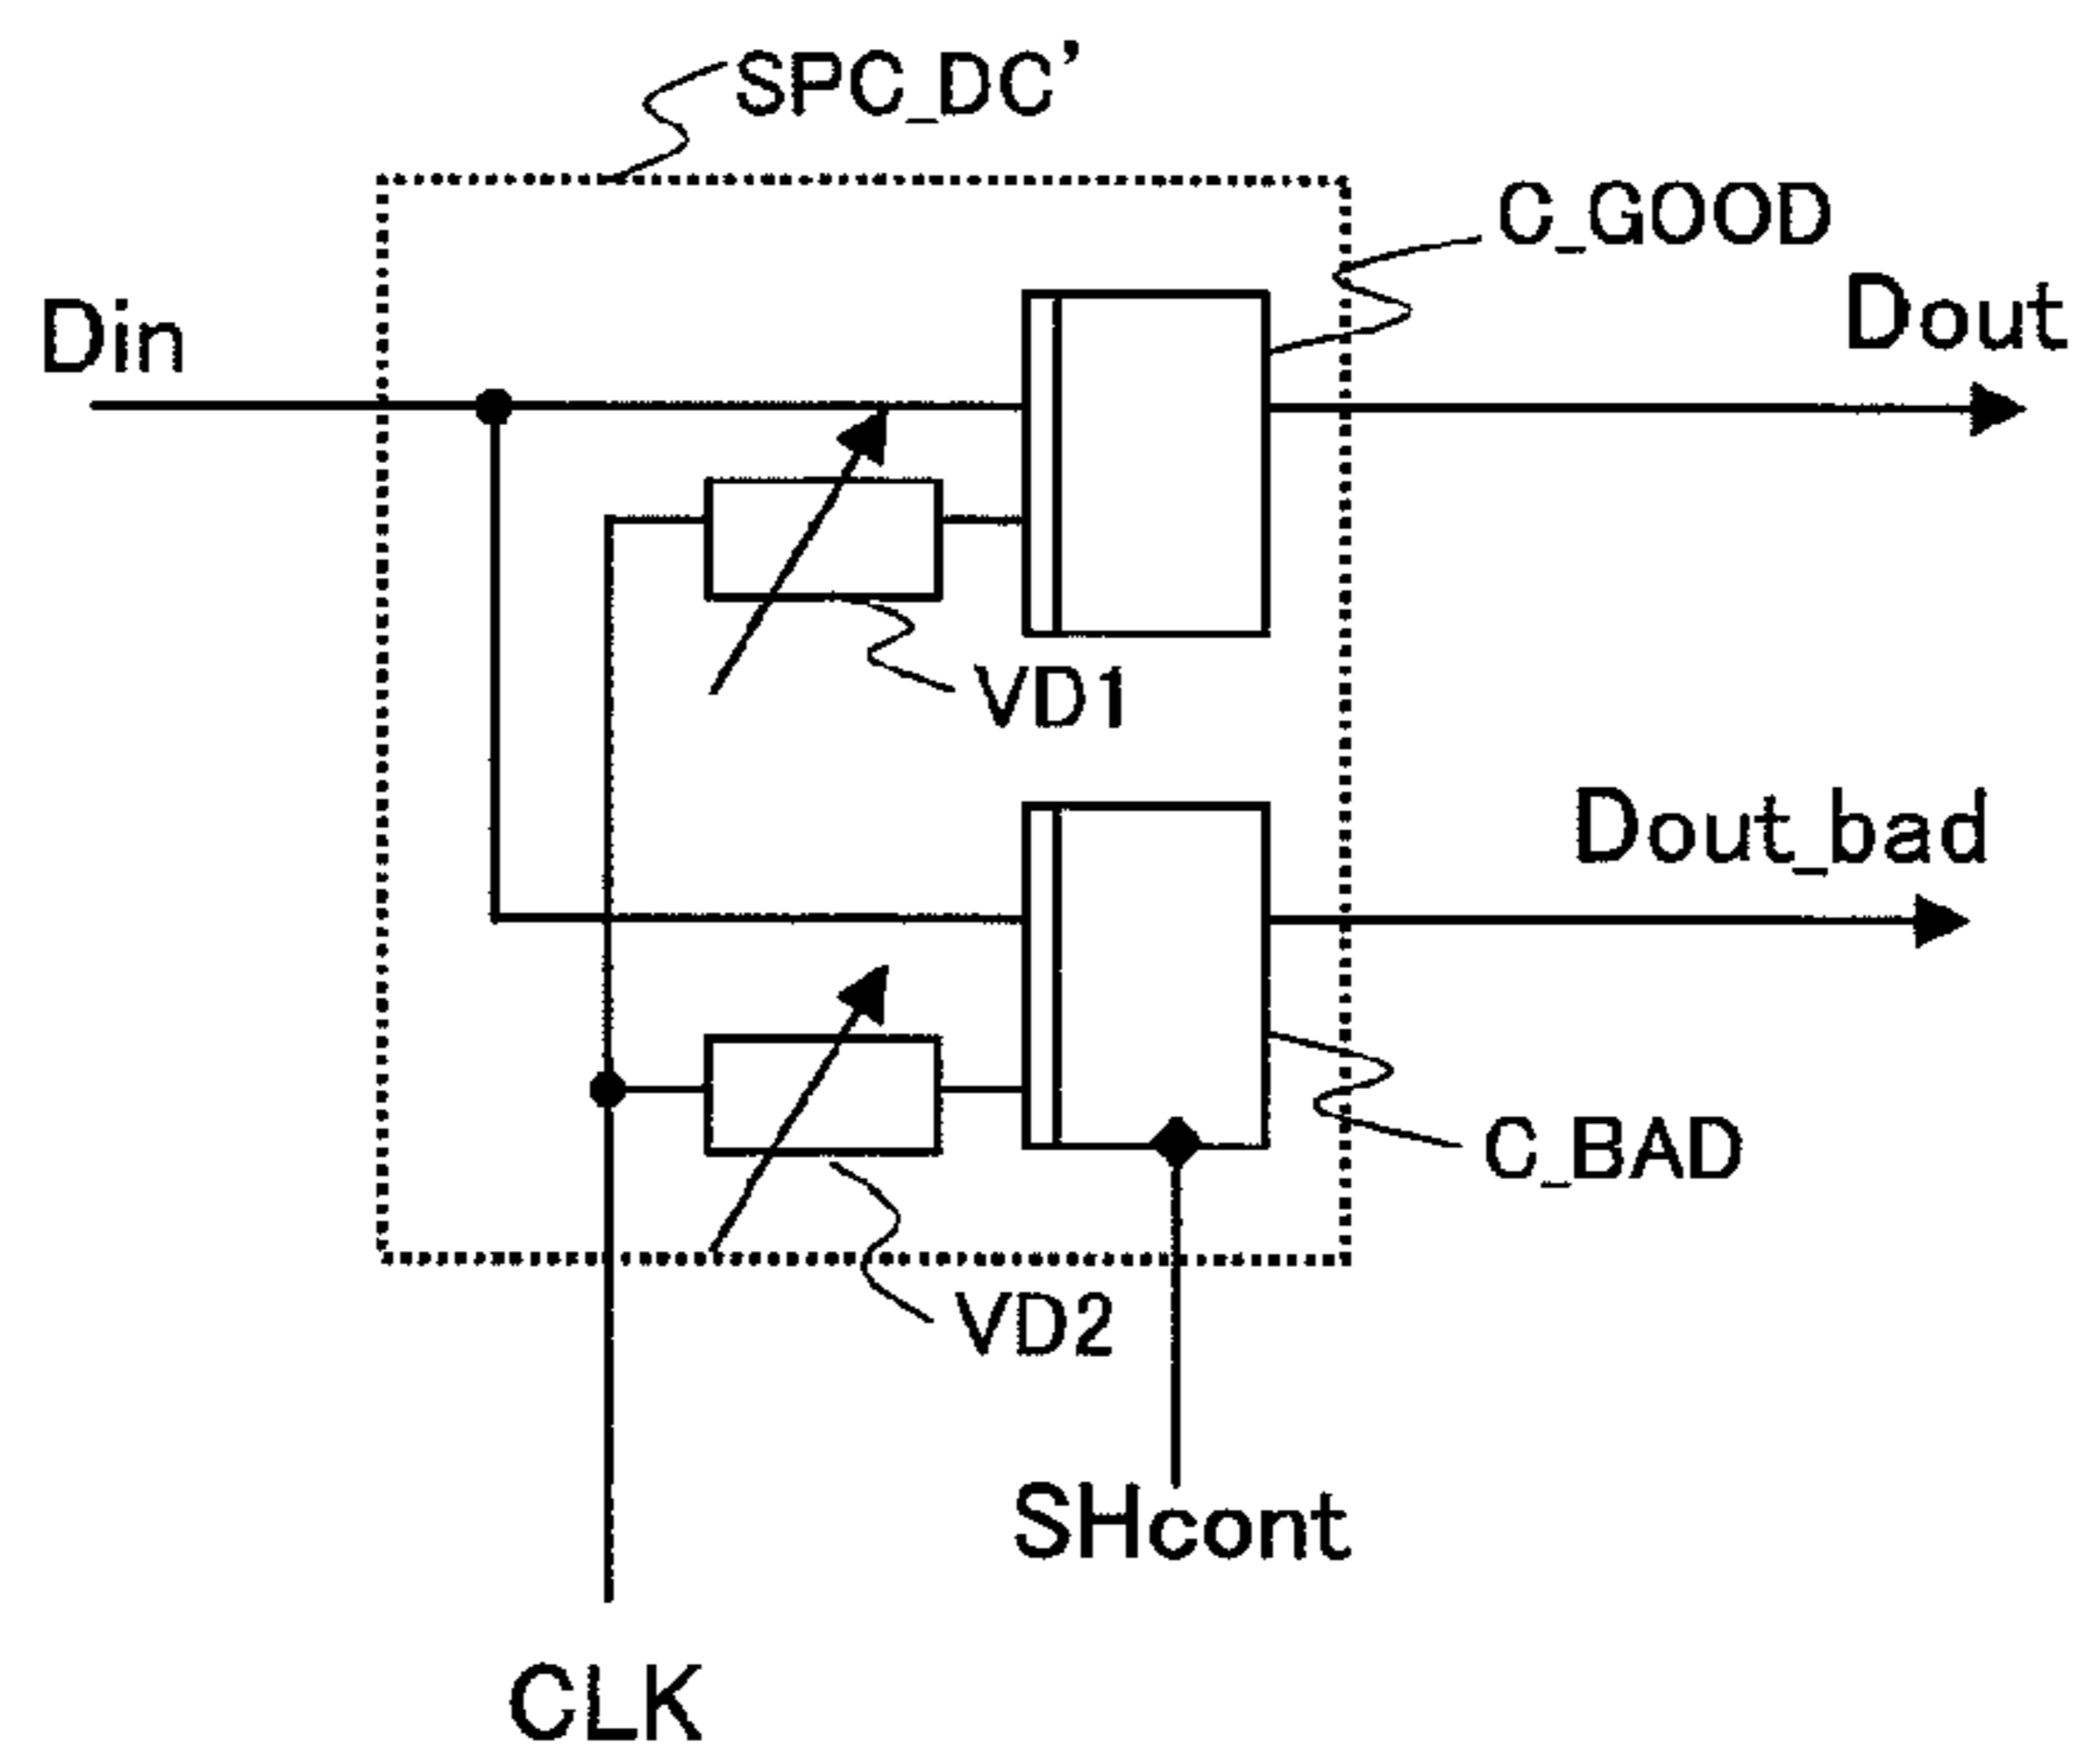 SPC_DC’
C_GOOD
Din
Dout
VD1
Dout_bad
C_BAD
VD2
SHcont
CLK